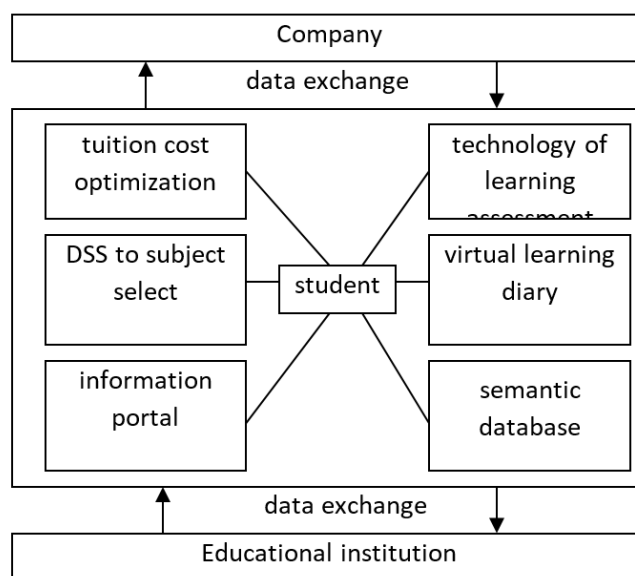 Company
data exchange
tuition cost
optimization
technology of
learning
assessment
DSS to subject
select
student
virtual learning
diary
information
portal
semantic
database
data exchange
Educational institution